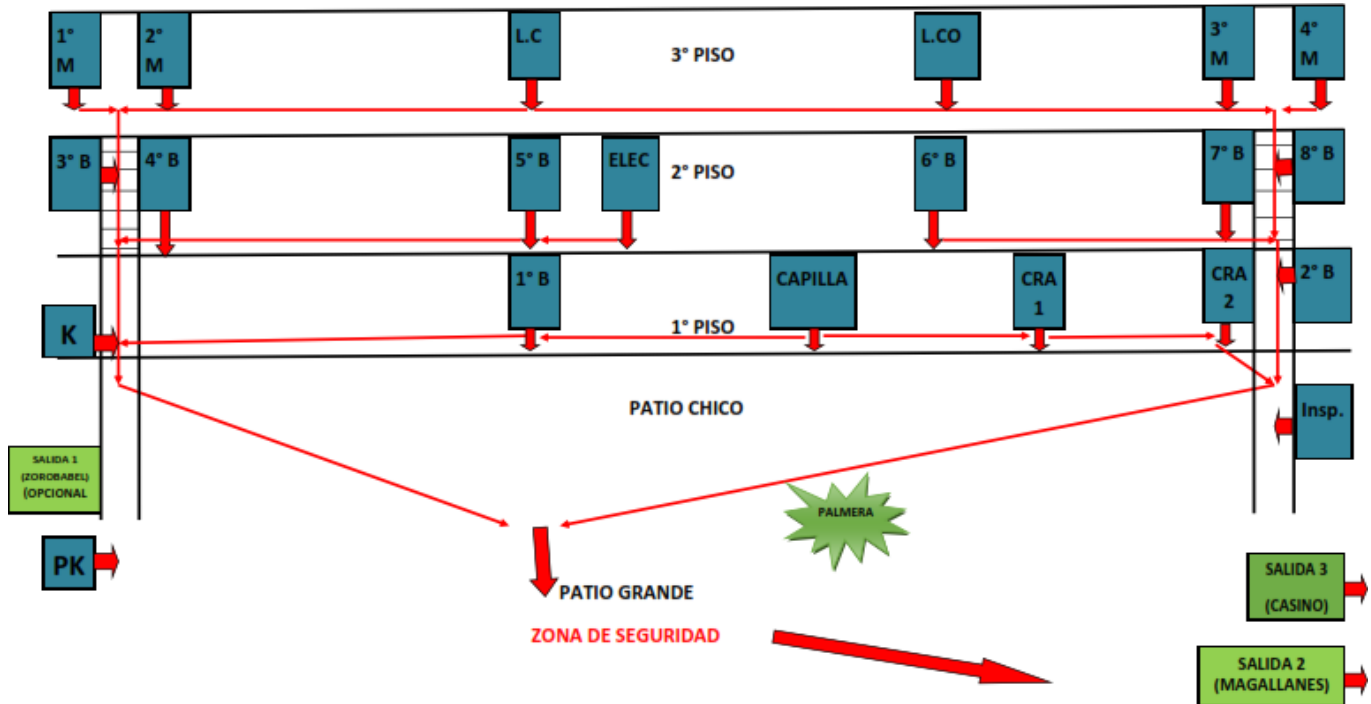 1°
M
2°
M
L.C
3° PISO
L.CO
3°
M
4°
M
3° B
4° B
5° B
ELEC
2° PISO
6° B
7° B
8° B
1° B
CAPILLA
CRA
1
CRA
2
2° B
K
1° PISO
PATIO CHICO
Insp.
SALIDA 1
(ZOROBABEL)
(OPCIONAL
PALMERA
PK
PATIO GRANDE
ZONA DE SEGURIDAD
SALIDA 3
(CASINO)
SALIDA 2
(MAGALLANES)